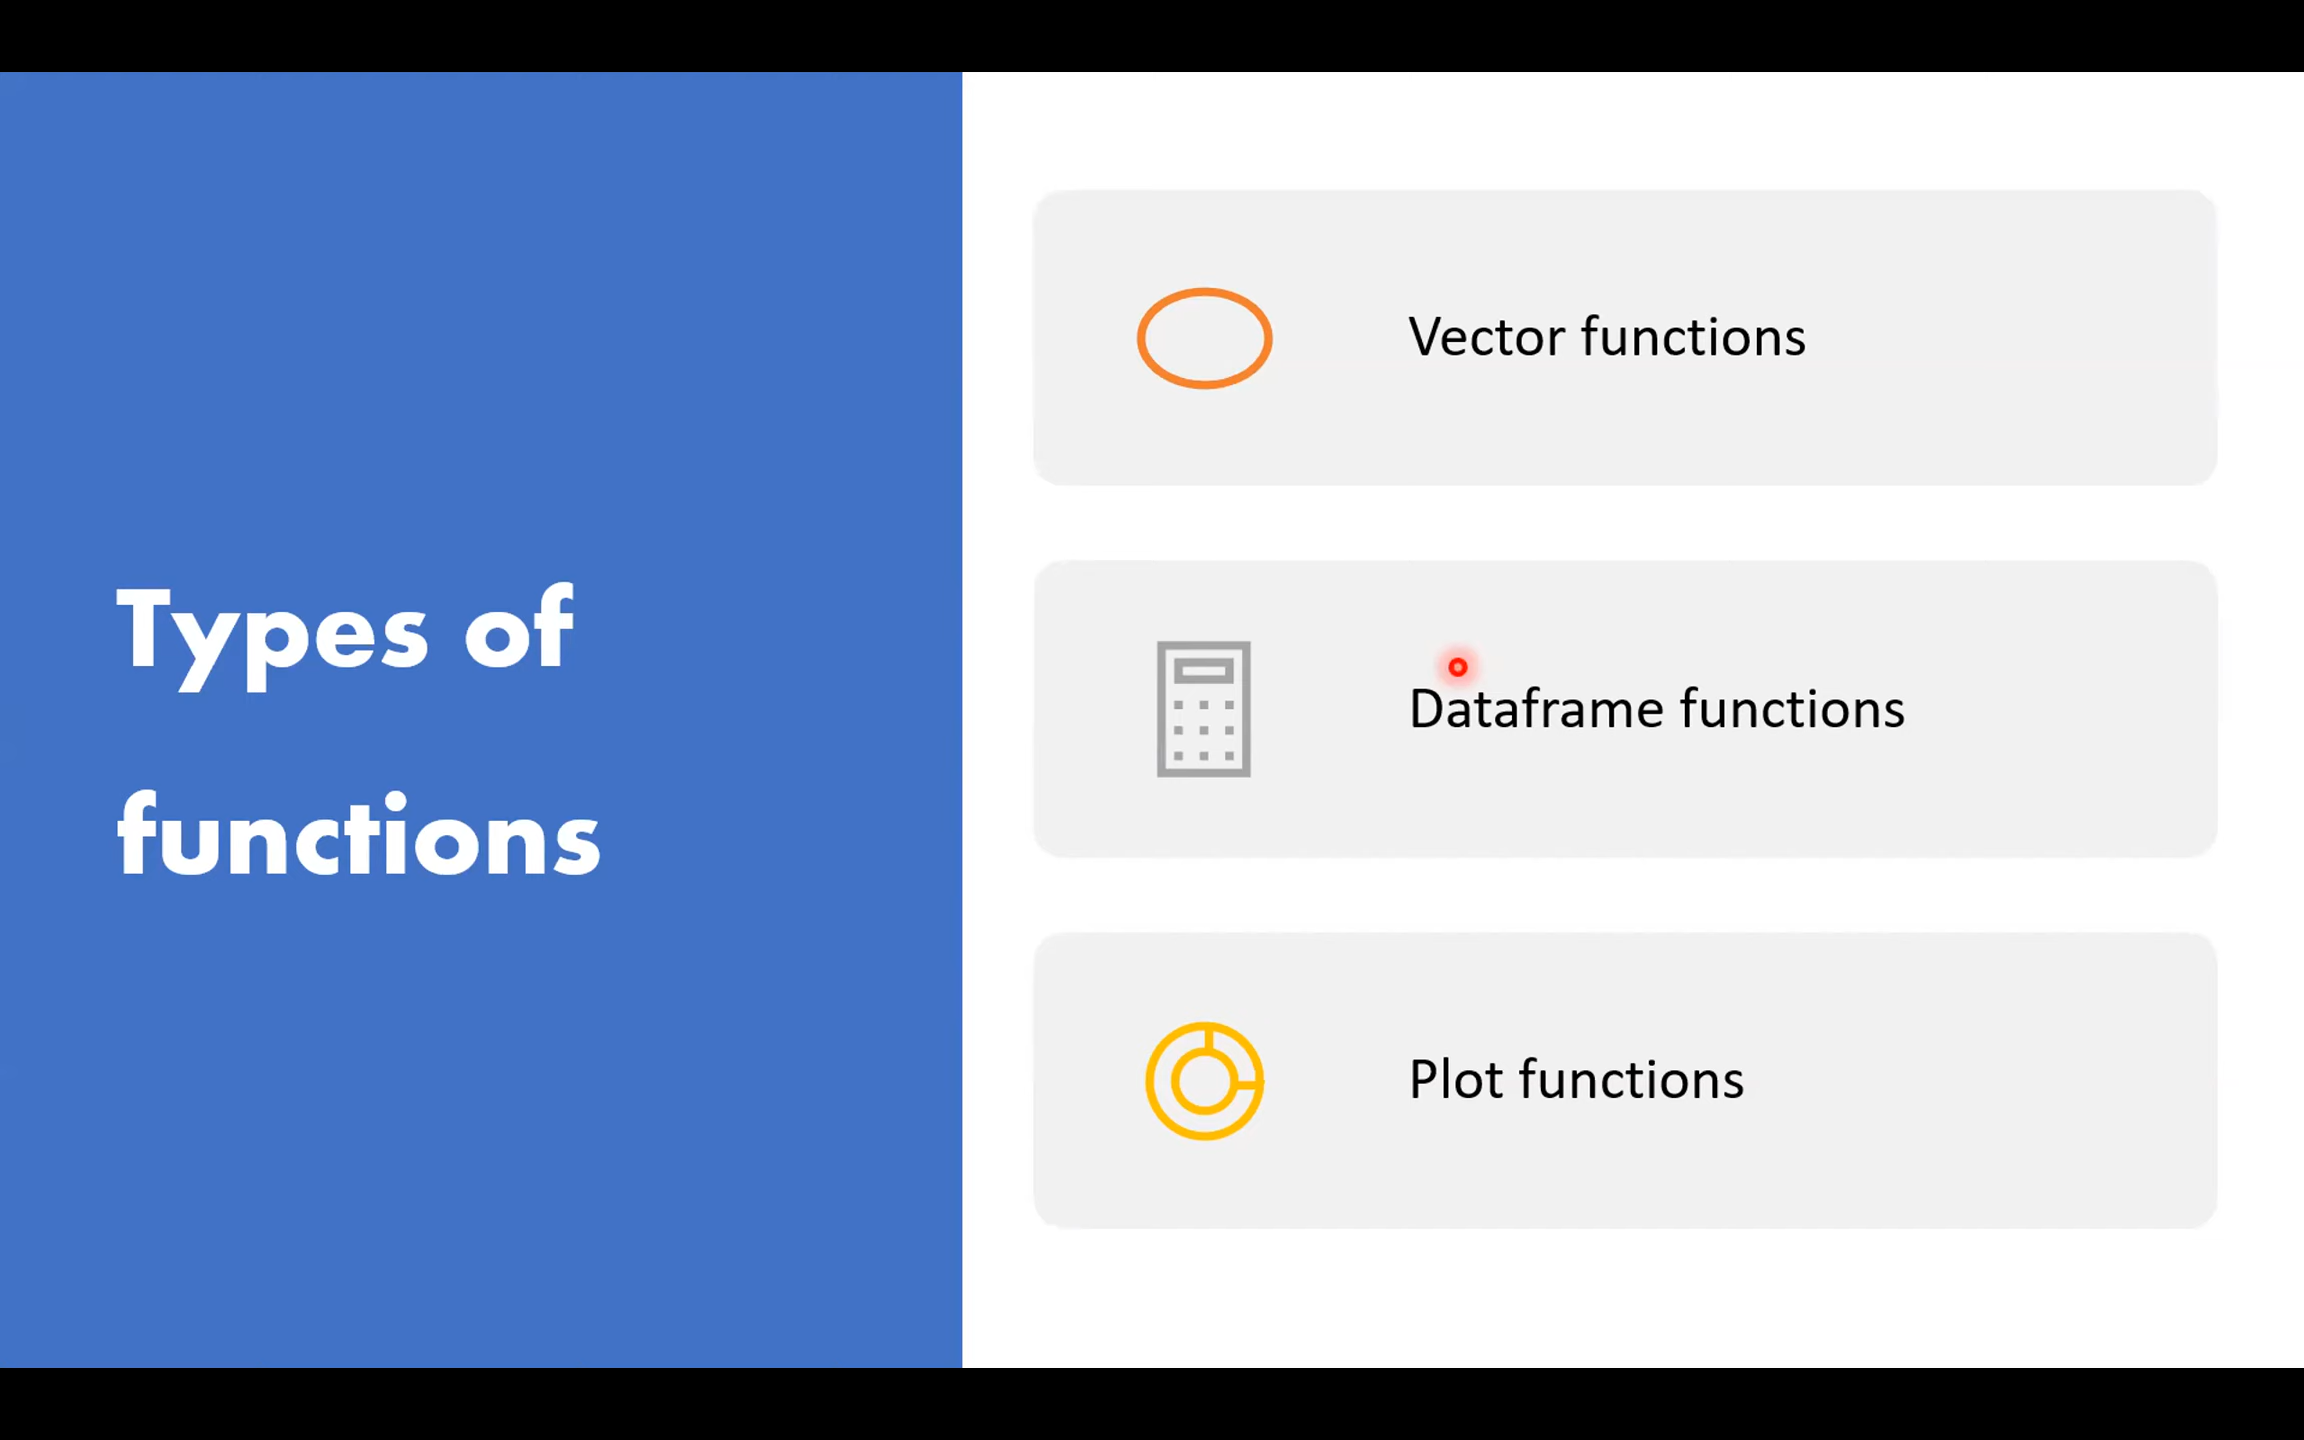 Types of
functions
Vector functions
Dataframe functions
Plot functions